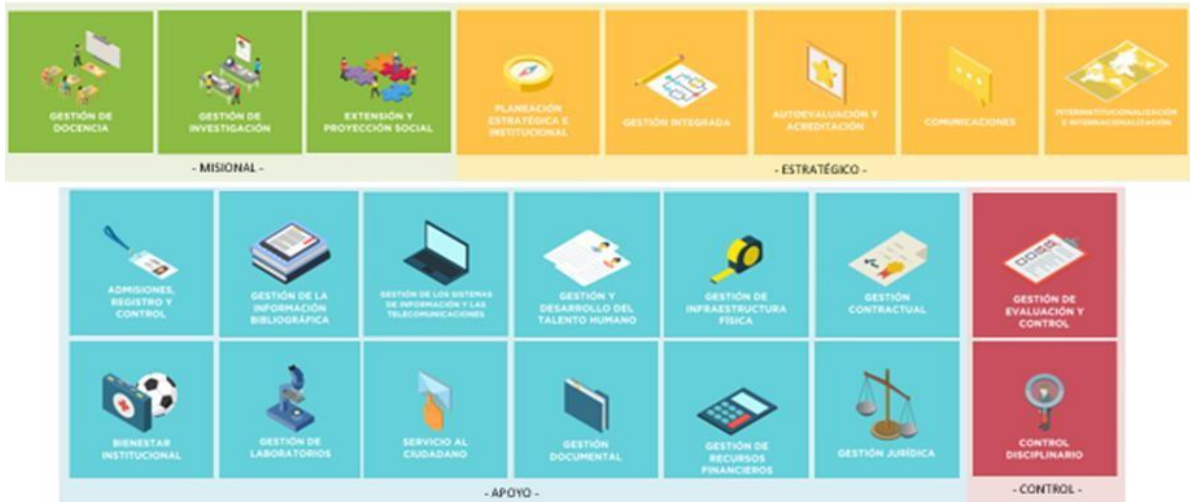 GESTIÓN DE
DOCENCIA
GESTIÓN DE
INVESTIGACIÓN
EXTENSIÓN Y
PROYECCIÓN SOCIAL
PLANEACIÓN
ESTRATÉGICA E
INSTITUCIONAL
GESTIÓN INTEGRADA
AUTOEVALUACIÓN Y
ACREDITACIÓN
COMUNICACIONES
INTERINSTITUCIONALIZACIÓN
E INTERNACIONALIZACIÓN
- MISIONAL -
- ESTRATÉGICO -
ADMISIONES,
REGISTRO Y
CONTROL
GESTIÓN DE LA
INFORMACIÓN
BIBLIOGRÁFICA
GESTIÓN DE LOS SISTEMAS
DE INFORMACIÓN Y LAS
TELECOMUNICACIONES
GESTIÓN Y
DESARROLLO DEL
TALENTO HUMANO
GESTIÓN DE
INFRAESTRUCTURA
FÍSICA
GESTIÓN
CONTRACTUAL
GESTIÓN DE
EVALUACIÓN Y
CONTROL
BIENESTAR
INSTITUCIONAL
GESTIÓN DE
LABORATORIOS
SERVICIO AL
CIUDADANO
GESTIÓN
DOCUMENTAL
GESTIÓN DE
RECURSOS
FINANCIEROS
GESTIÓN JURÍDICA
CONTROL
DISCIPLINARIO
- APOYO -
- CONTROL -